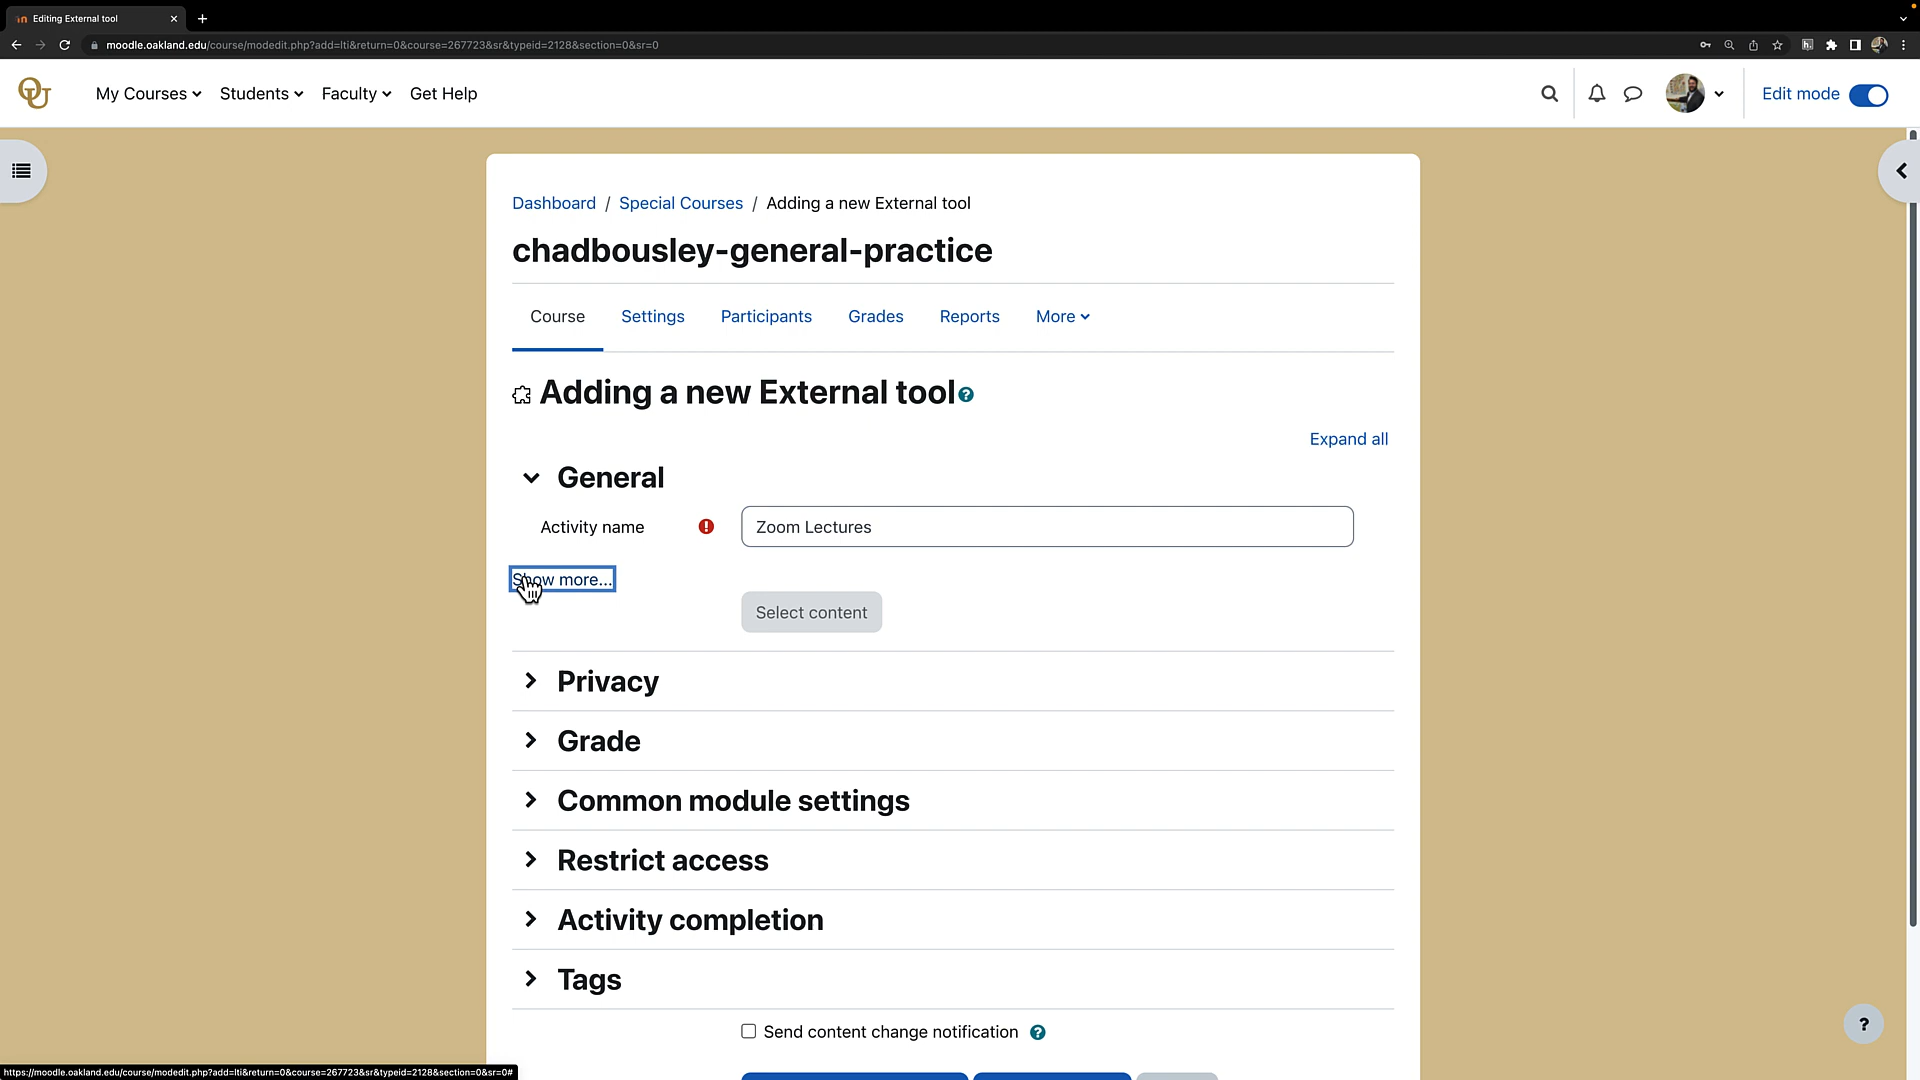 Editing External tool
moodle.oakland.edu/course/modedit.php?add=lti&return=0&course=267723&sr&typeid=2128&section=0&sr=0
OU
My Courses Students Faculty Get Help Edit mode
Dashboard / Special Courses / Adding a new External tool
chadbousley-general-practice
Course Settings Participants Grades Reports More
Adding a new External tool ?
Expand all
General
Activity name ! Zoom Lectures
Show more...
Select content
Privacy
Grade
Common module settings
Restrict access
Activity completion
Tags
Send content change notification ?
?
https://moodle.oakland.edu/course/modedit.php?add=lti&return=0&course=267723&sr&typeid=2128&section=0&sr=0#